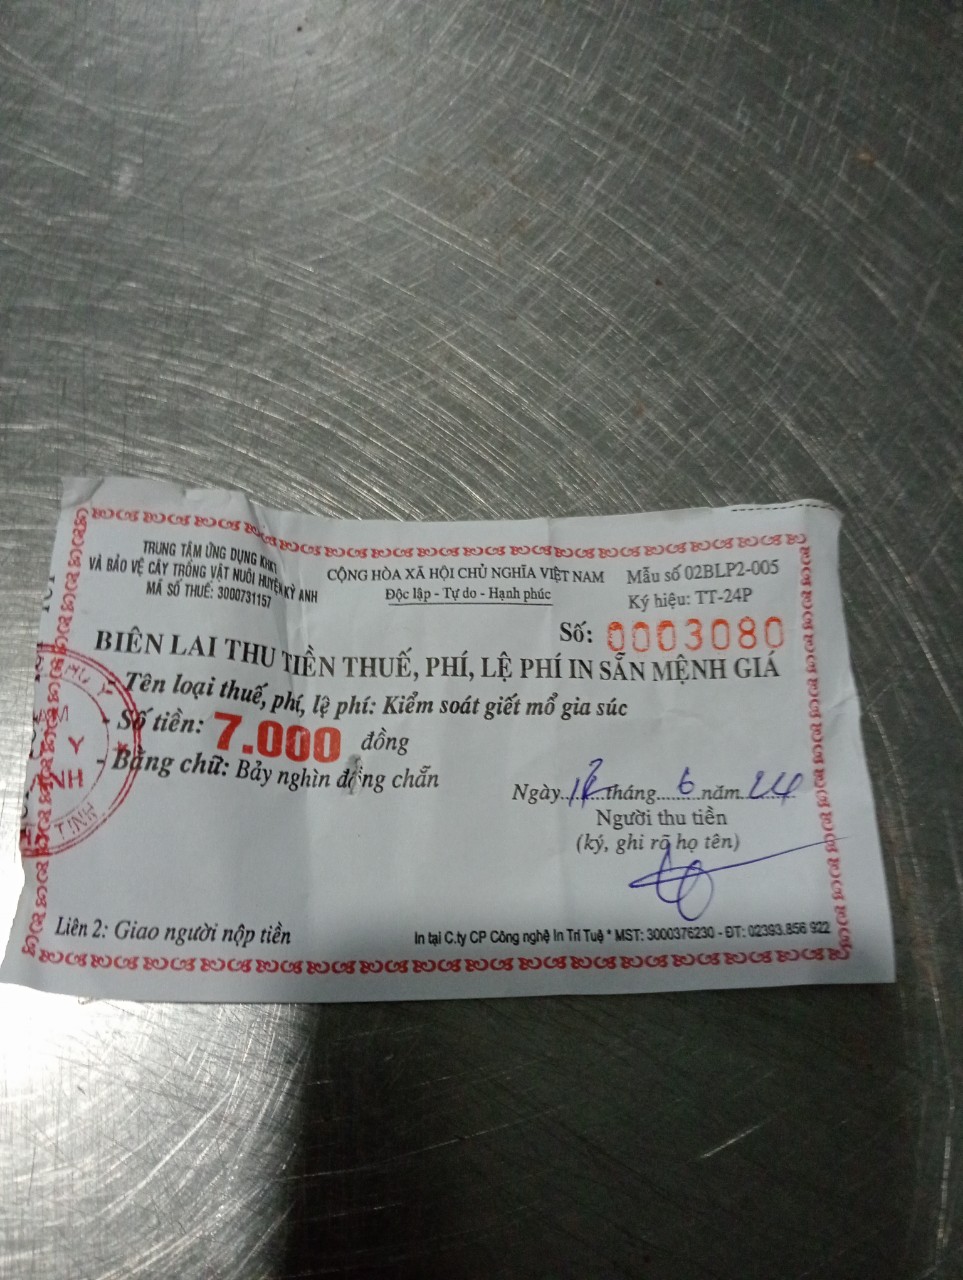 TRUNG TÂM ỨNG DỤNG KHKT
VÀ BẢO VỆ CÂY TRỒNG VẬT NUÔI HUYỆN KỲ ANH
MÃ SỐ THUẾ: 3000731157
CỘNG HÒA XÃ HỘI CHỦ NGHĨA VIỆT NAM
Độc lập - Tự do - Hạnh phúc
Mẫu số 02BLP2-005
Ký hiệu: TT-24P
Số: 0003080
BIÊN LAI THU TIỀN THUẾ, PHÍ, LỆ PHÍ IN SẴN MỆNH GIÁ
- Tên loại thuế, phí, lệ phí: Kiểm soát giết mổ gia súc
- Số tiền: 7.000 đồng
- Bằng chữ: Bảy nghìn đồng chẵn
Ngày.......tháng...6...năm...24
Người thu tiền
(ký, ghi rõ họ tên)
Liên 2: Giao người nộp tiền
In tại C.ty CP Công nghệ In Trí Tuệ * MST: 3000376230 - ĐT: 02393.856 922